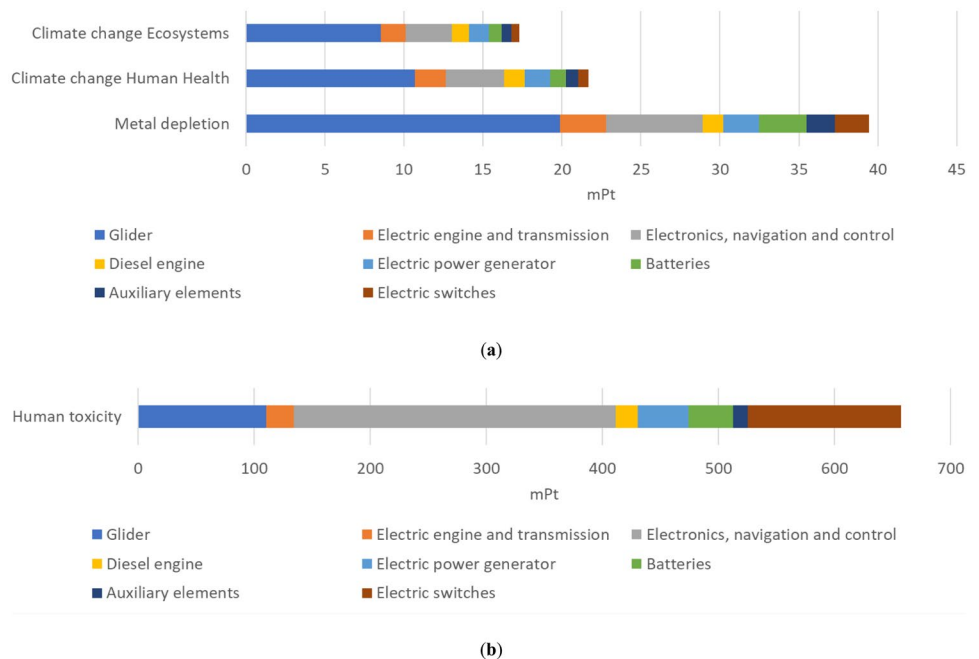 Climate change Ecosystems
Climate change Human Health
Metal depletion
0 5 10 15 20 25 30 35 40 45
mPt
Glider Electric engine and transmission Electronics, navigation and control
Diesel engine Electric power generator Batteries
Auxiliary elements Electric switches
(a)
Human toxicity
0 100 200 300 400 500 600 700
mPt
Glider Electric engine and transmission Electronics, navigation and control
Diesel engine Electric power generator Batteries
Auxiliary elements Electric switches
(b)